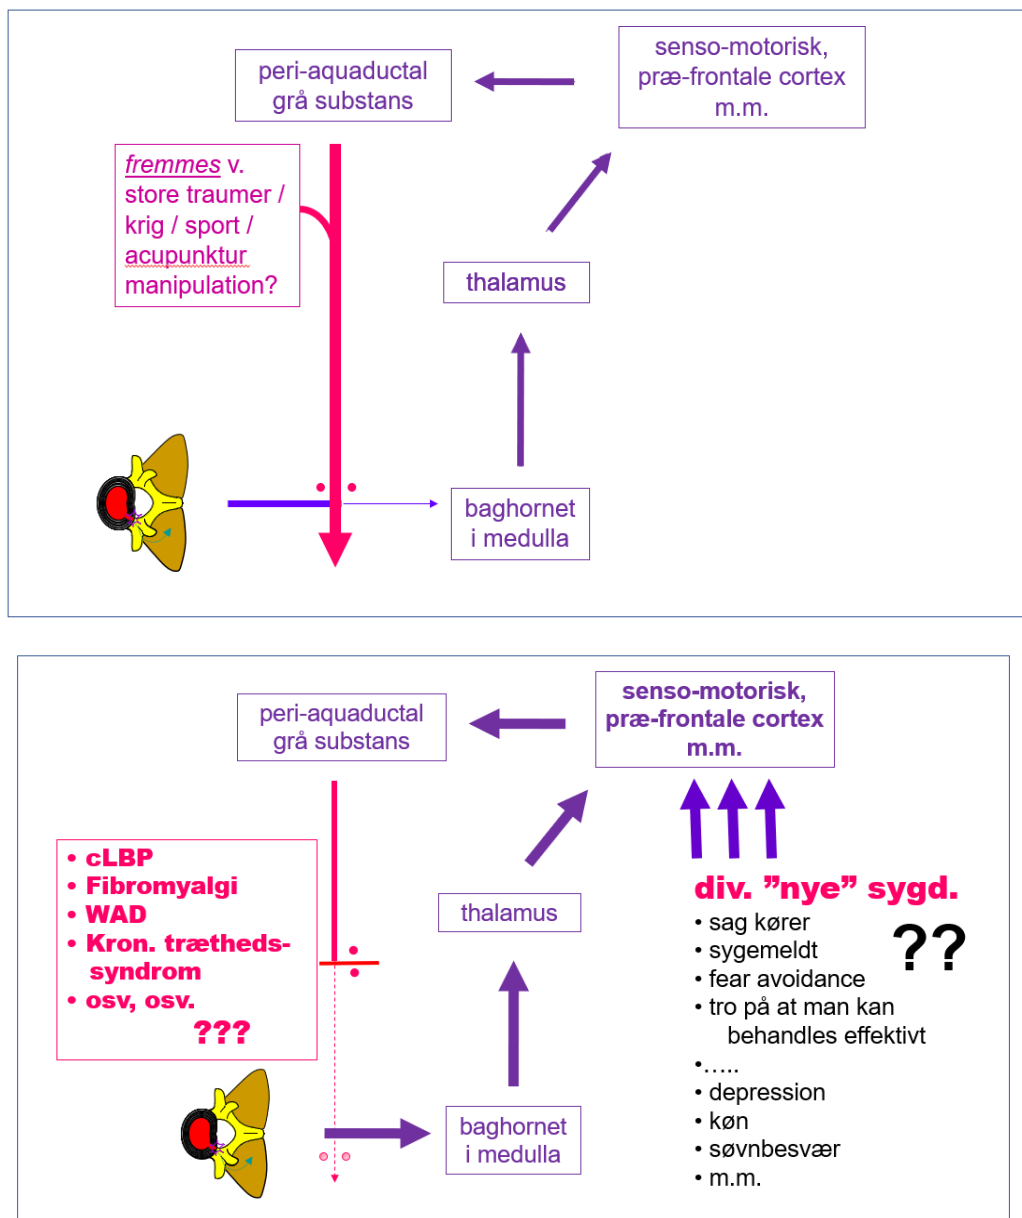 peri-aquaductal
grå substans
senso-motorisk,
præ-frontale cortex
m.m.
fremmes v.
store traumer /
krig / sport /
acupunktur
manipulation?
thalamus
baghornet
i medulla
peri-aquaductal
grå substans
senso-motorisk,
præ-frontale cortex
m.m.
• cLBP
• Fibromyalgi
• WAD
• Kron. trætheds-
syndrom
• osv, osv.
???
thalamus
baghornet
i medulla
div. ”nye” sygd.
• sag kører
• sygemeldt
• fear avoidance
• tro på at man kan
behandles effektivt
•…..
• depression
• køn
• søvnbesvær
• m.m.
??